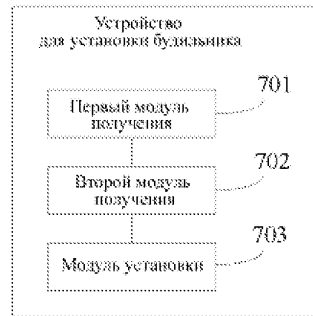 Устройство
для установки будильника
Первый модуль
получения
701
Второй модуль
получения
702
Модуль установки
703